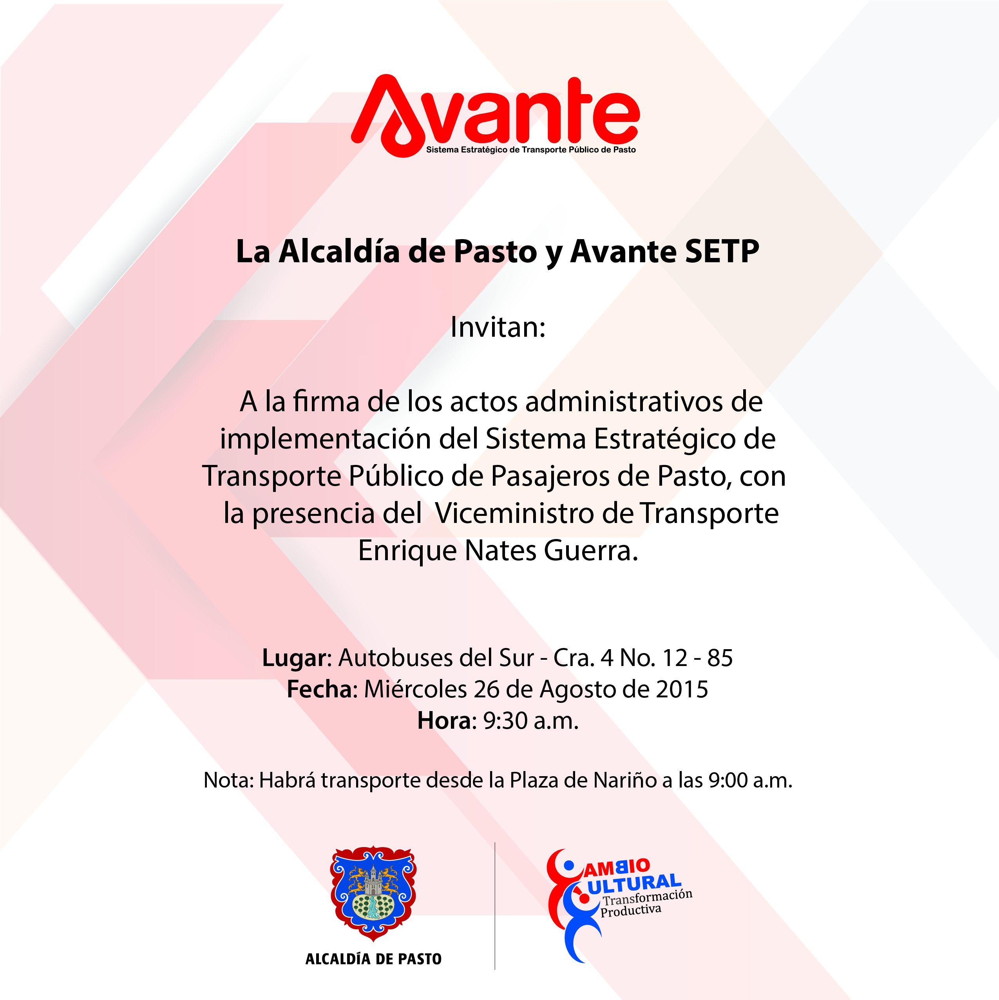 Avante
Sistema Estratégico de Transporte Público de Pasto
La Alcaldía de Pasto y Avante SETP
Invitan:
A la firma de los actos administrativos de
implementación del Sistema Estratégico de
Transporte Público de Pasajeros de Pasto, con
la presencia del Viceministro de Transporte
Enrique Nates Guerra.
Lugar: Autobuses del Sur - Cra. 4 No. 12 - 85
Fecha: Miércoles 26 de Agosto de 2015
Hora: 9:30 a.m.
Nota: Habrá transporte desde la Plaza de Nariño a las 9:00 a.m.
ALCALDÍA DE PASTO
CAMBIO
CULTURAL
Transformación
Productiva